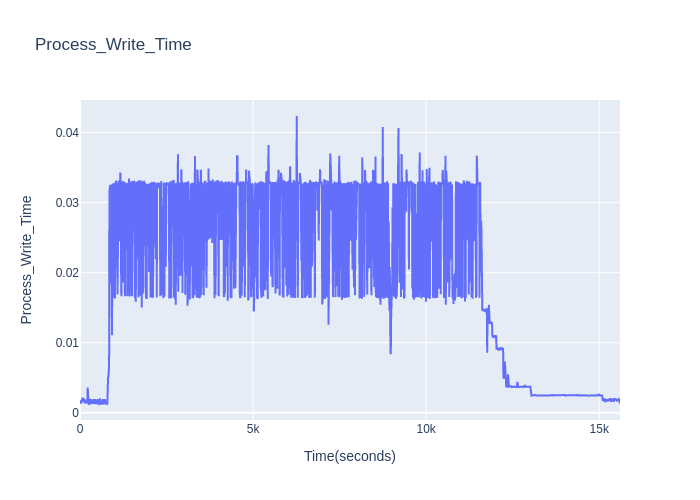 Process_Write_Time
0.04
0.03
0.02
0.01
0
Process_Write_Time
0
5k
10k
15k
Time(seconds)